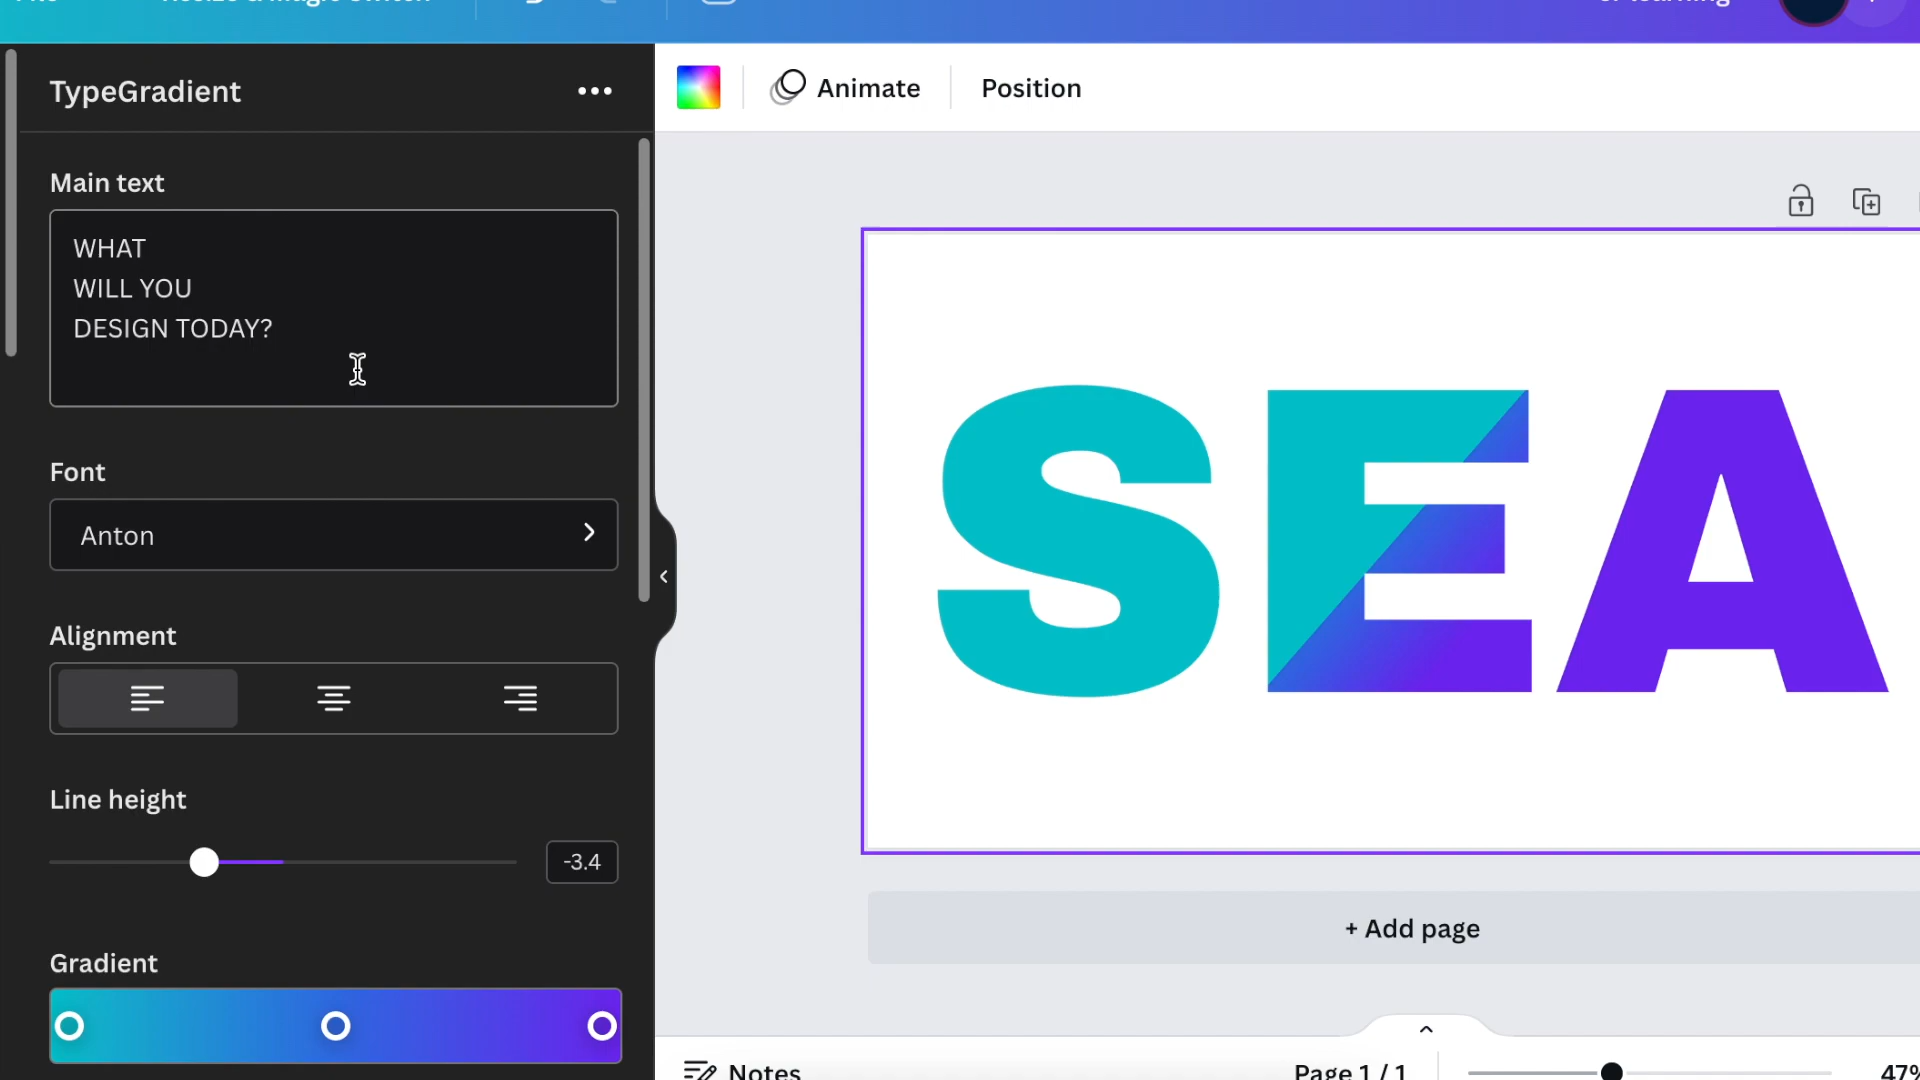 TypeGradient
Animate
Position
Main text
WHAT
WILL YOU
DESIGN TODAY?
Font
Anton
Alignment
Line height
-3.4
Gradient
SEA
+ Add page
Notes
Page 1 / 1
47%